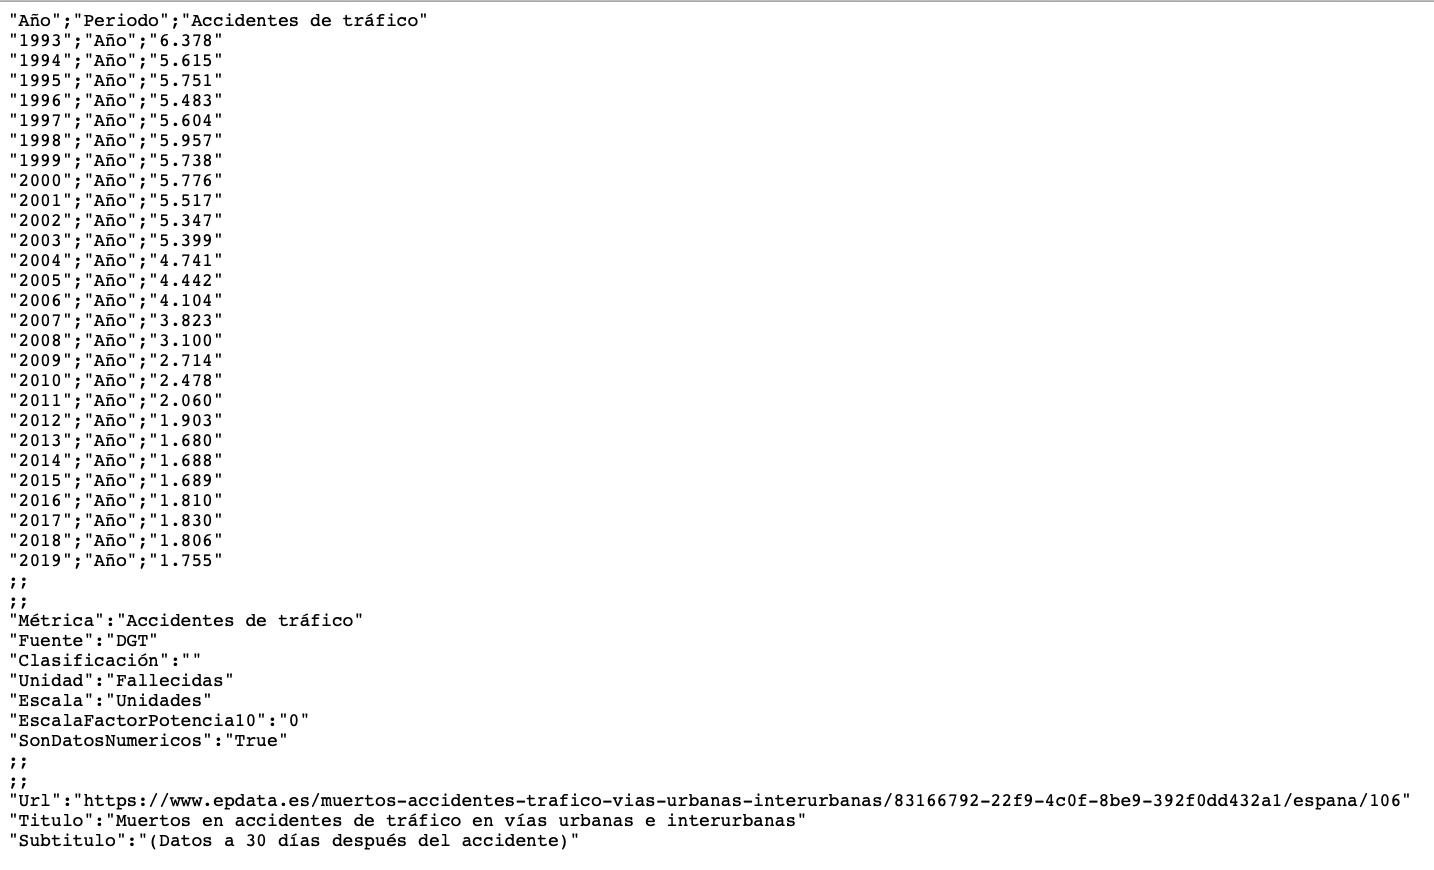 "Año";"Periodo";"Accidentes de tráfico"
"1993";"Año";"6.378"
"1994";"Año";"5.615"
"1995";"Año";"5.751"
"1996";"Año";"5.483"
"1997";"Año";"5.604"
"1998";"Año";"5.957"
"1999";"Año";"5.738"
"2000";"Año";"5.776"
"2001";"Año";"5.517"
"2002";"Año";"5.347"
"2003";"Año";"5.399"
"2004";"Año";"4.741"
"2005";"Año";"4.442"
"2006";"Año";"4.104"
"2007";"Año";"3.823"
"2008";"Año";"3.100"
"2009";"Año";"2.714"
"2010";"Año";"2.478"
"2011";"Año";"2.060"
"2012";"Año";"1.903"
"2013";"Año";"1.680"
"2014";"Año";"1.688"
"2015";"Año";"1.689"
"2016";"Año";"1.810"
"2017";"Año";"1.830"
"2018";"Año";"1.806"
"2019";"Año";"1.755"
;;
;;
"Métrica":"Accidentes de tráfico"
"Fuente":"DGT"
"Clasificación":""
"Unidad":"Fallecidas"
"Escala":"Unidades"
"EscalaFactorPotencia10":"0"
"SonDatosNumericos":"True"
;;
;;
"Url":"https://www.epdata.es/muertos-accidentes-trafico-vias-urbanas-interurbanas/83166792-22f9-4c0f-8be9-392f0dd432a1/espana/106"
"Titulo":"Muertos en accidentes de tráfico en vías urbanas e interurbanas"
"Subtitulo":"(Datos a 30 días después del accidente)"